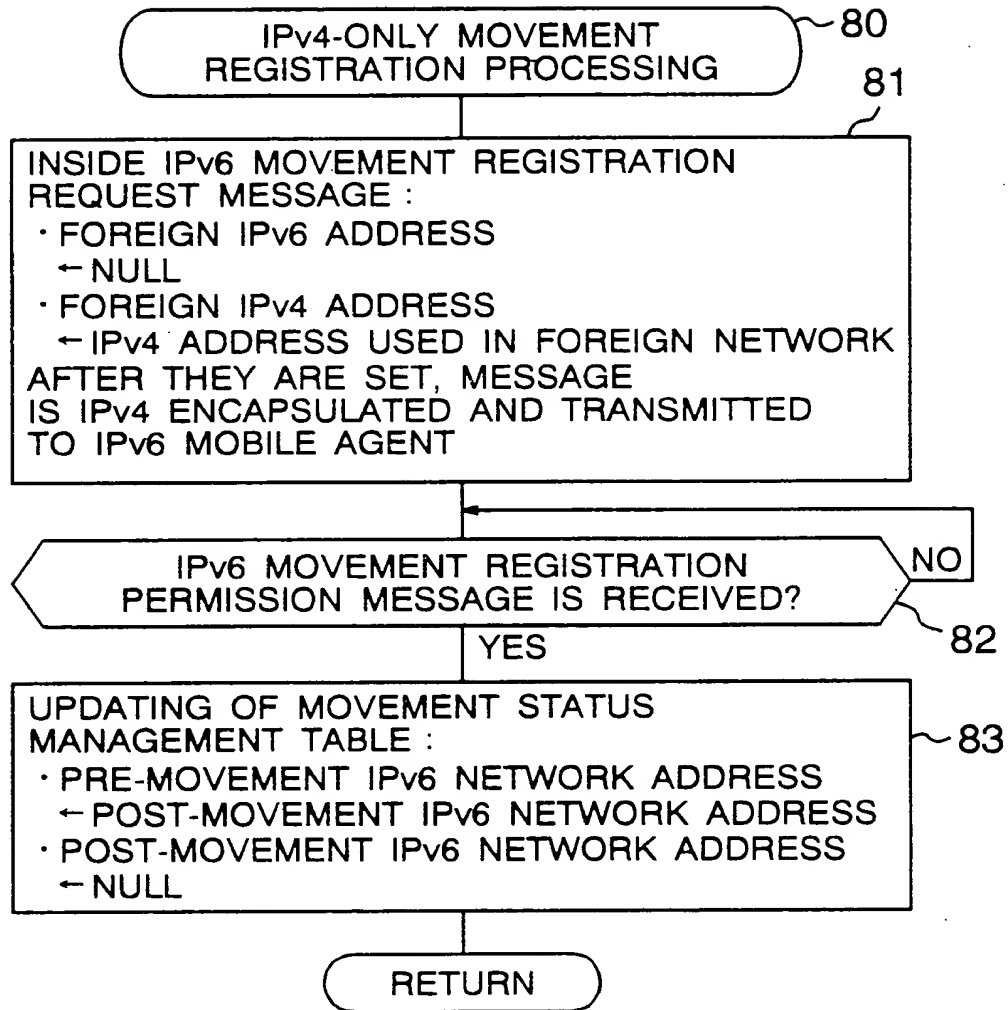 IPv4-ONLY MOVEMENT
REGISTRATION PROCESSING
80
81
INSIDE IPv6 MOVEMENT REGISTRATION
REQUEST MESSAGE :
・FOREIGN IPv6 ADDRESS
←NULL
・FOREIGN IPv4 ADDRESS
←IPv4 ADDRESS USED IN FOREIGN NETWORK
AFTER THEY ARE SET, MESSAGE
IS IPv4 ENCAPSULATED AND TRANSMITTED
TO IPv6 MOBILE AGENT
IPv6 MOVEMENT REGISTRATION
PERMISSION MESSAGE IS RECEIVED?
NO
82
YES
UPDATING OF MOVEMENT STATUS
MANAGEMENT TABLE :
・PRE-MOVEMENT IPv6 NETWORK ADDRESS
←POST-MOVEMENT IPv6 NETWORK ADDRESS
・POST-MOVEMENT IPv6 NETWORK ADDRESS
←NULL
83
RETURN